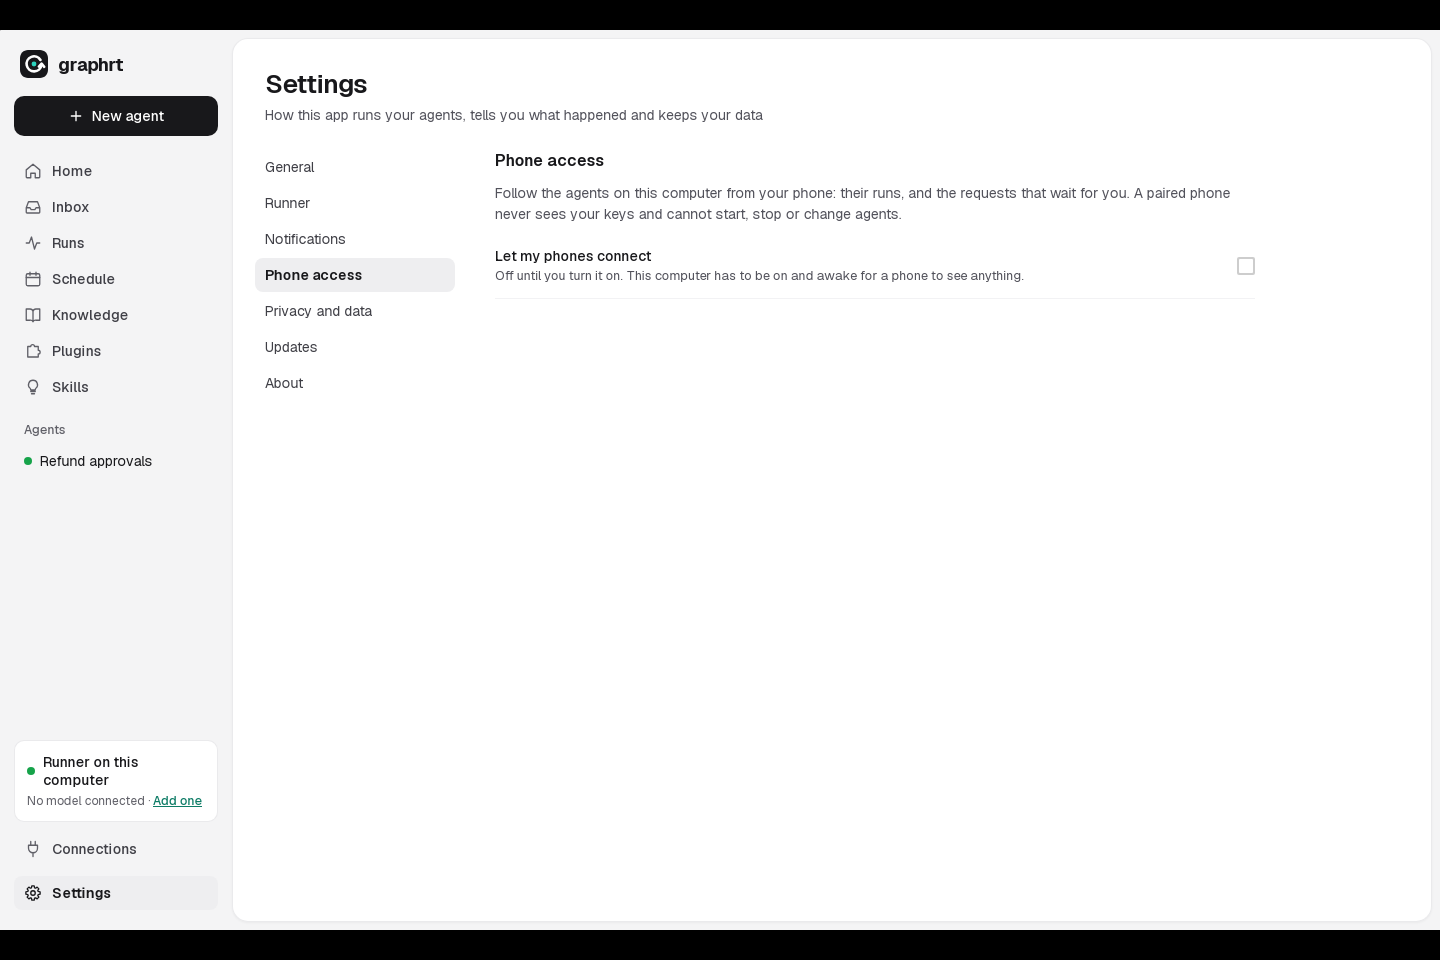 graphrt
New agent
Home
Inbox
Runs
Schedule
Knowledge
Plugins
Skills
Agents
Refund approvals
Runner on this
computer
No model connected · Add one
Connections
Settings
Settings
How this app runs your agents, tells you what happened and keeps your data
General
Runner
Notifications
Phone access
Privacy and data
Updates
About
Phone access
Follow the agents on this computer from your phone: their runs, and the requests that wait for you. A paired phone
never sees your keys and cannot start, stop or change agents.
Let my phones connect
Off until you turn it on. This computer has to be on and awake for a phone to see anything.